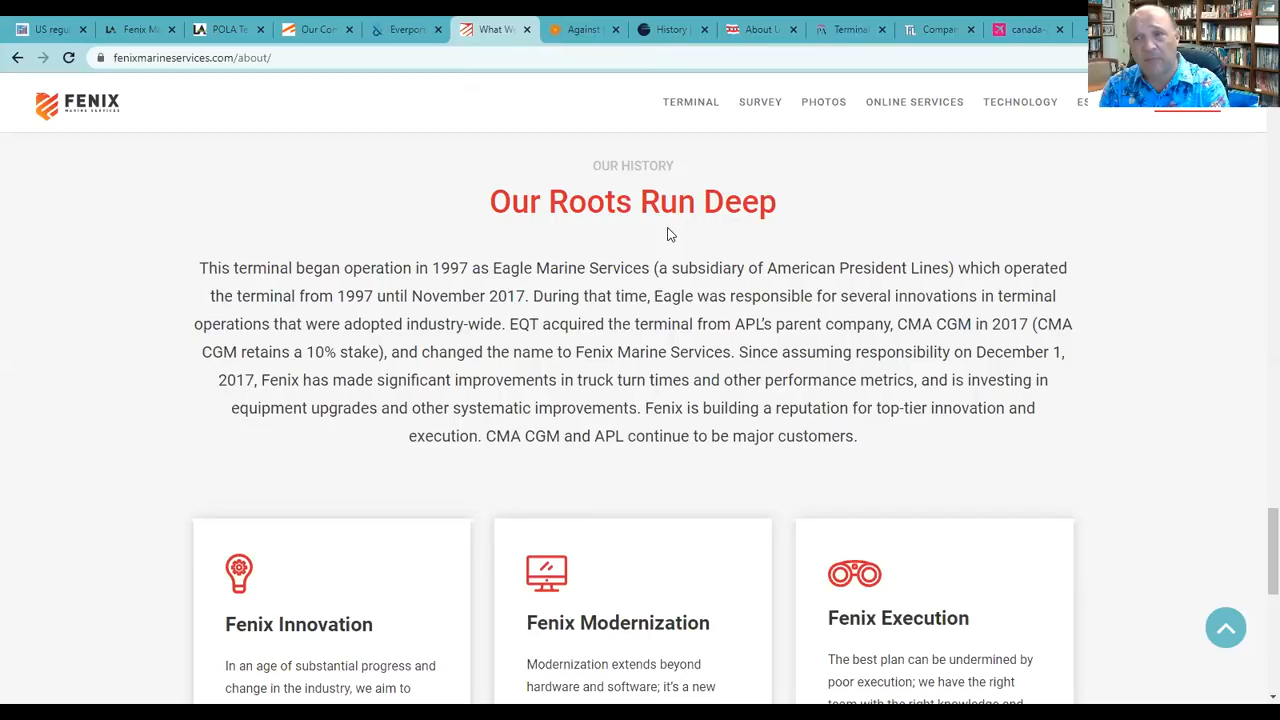 US regu
Fenix M
POLA Te
Our Co
Everpor
What W
Against
History
About U
Terminal
Compan
canada-
fenixmarineservices.com/about/
FENIX
MARINE SERVICES
TERMINAL
SURVEY
PHOTOS
ONLINE SERVICES
TECHNOLOGY
ES
OUR HISTORY
Our Roots Run Deep
This terminal began operation in 1997 as Eagle Marine Services (a subsidiary of American President Lines) which operated
the terminal from 1997 until November 2017. During that time, Eagle was responsible for several innovations in terminal
operations that were adopted industry-wide. EQT acquired the terminal from APL's parent company, CMA CGM in 2017 (CMA
CGM retains a 10% stake), and changed the name to Fenix Marine Services. Since assuming responsibility on December 1,
2017, Fenix has made significant improvements in truck turn times and other performance metrics, and is investing in
equipment upgrades and other systematic improvements. Fenix is building a reputation for top-tier innovation and
execution. CMA CGM and APL continue to be major customers.
Fenix Innovation
In an age of substantial progress and
change in the industry, we aim to
Fenix Modernization
Modernization extends beyond
hardware and software; it's a new
Fenix Execution
The best plan can be undermined by
poor execution; we have the right
team with the right knowledge and